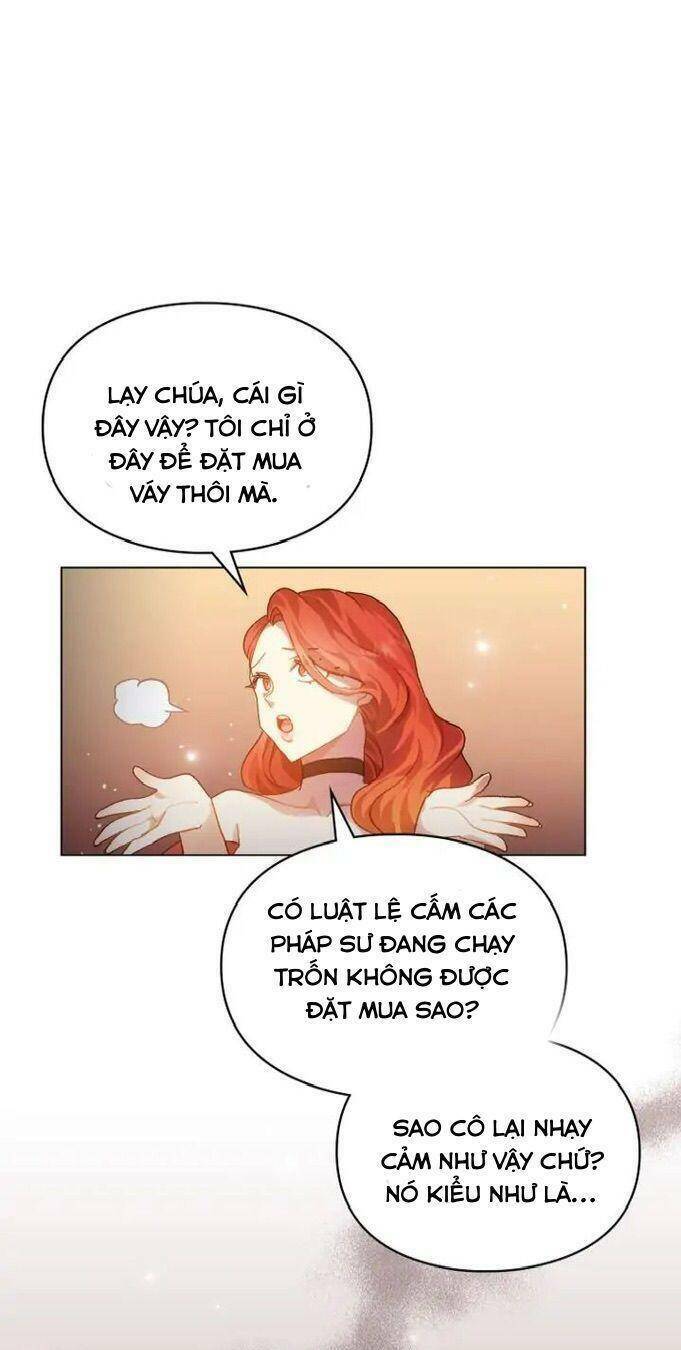 LẠY CHÚA, CÁI GÌ
ĐÂY VẬY? TÔI CHỈ Ở
ĐÂY ĐỂ ĐẶT MUA
VÁY THÔI MÀ.
CÓ LUẬT LỆ CẤM CÁC
PHÁP SƯ ĐANG CHẠY
TRỐN KHÔNG ĐƯỢC
ĐẶT MUA SAO?
SAO CÔ LẠI NHẠY
CẢM NHƯ VẬY CHỨ?
NÓ KIỂU NHƯ LÀ...